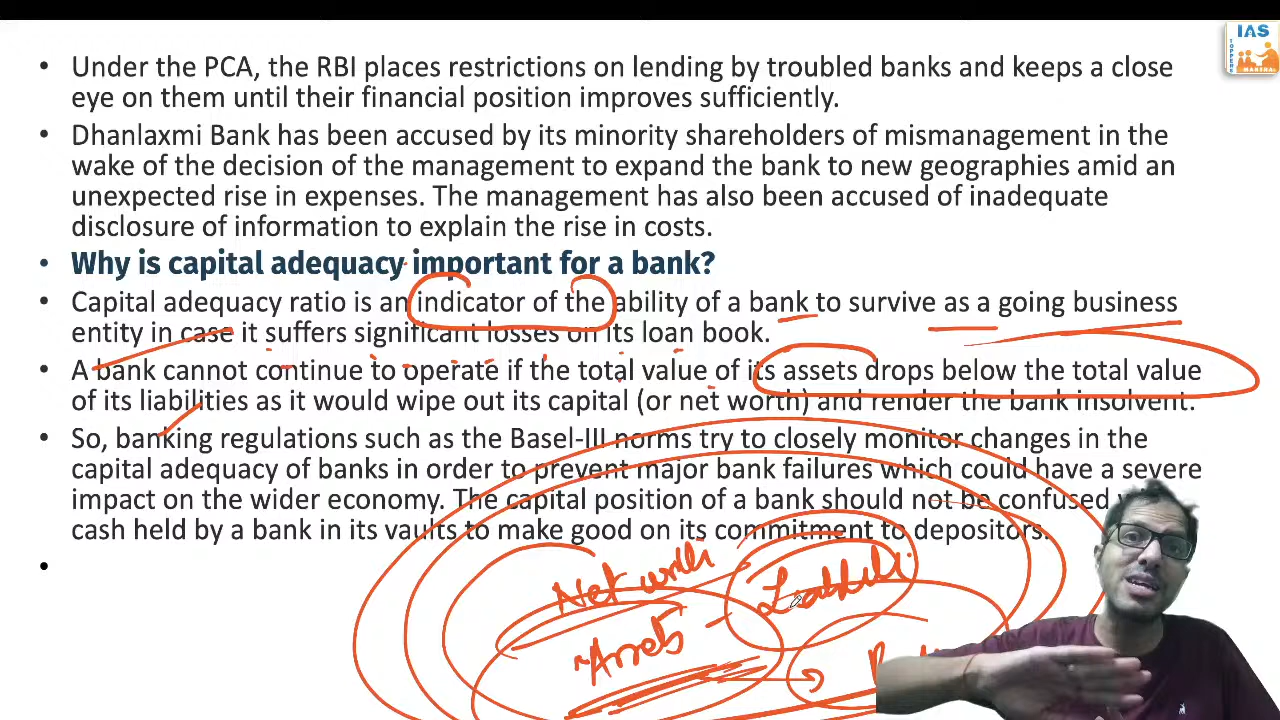 IAS
TOPPERS
MANTRA
• Under the PCA, the RBI places restrictions on lending by troubled banks and keeps a close
eye on them until their financial position improves sufficiently.
• Dhanlaxmi Bank has been accused by its minority shareholders of mismanagement in the
wake of the decision of the management to expand the bank to new geographies amid an
unexpected rise in expenses. The management has also been accused of inadequate
disclosure of information to explain the rise in costs.
• Why is capital adequacy important for a bank?
• Capital adequacy ratio is an indicator of the ability of a bank to survive as a going business
entity in case it suffers significant losses on its loan book.
• A bank cannot continue to operate if the total value of its assets drops below the total value
of its liabilities as it would wipe out its capital (or net worth) and render the bank insolvent.
• So, banking regulations such as the Basel-III norms try to closely monitor changes in the
capital adequacy of banks in order to prevent major bank failures which could have a severe
impact on the wider economy. The capital position of a bank should not be confused
cash held by a bank in its vaults to make good on its commitment to depositors.
•
Net worth
Assets -